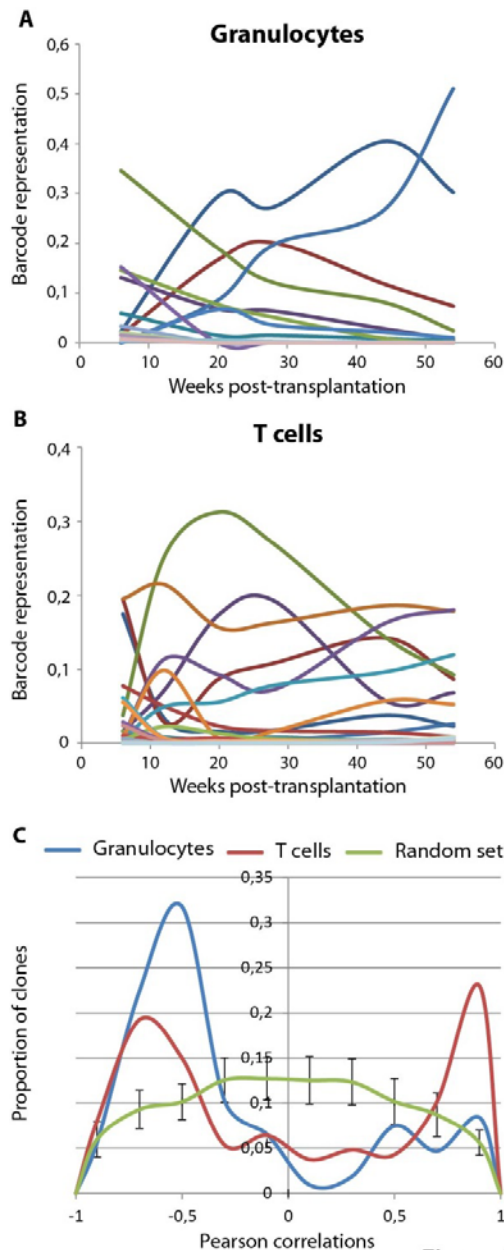 A
Granulocytes
Barcode representation
0,6
0,5
0,4
0,3
0,2
0,1
0
0 10 20 30 40 50 60
Weeks post-transplantation
B
T cells
Barcode representation
0,4
0,3
0,2
0,1
0
0 10 20 30 40 50 60
Weeks post-transplantation
C
Granulocytes T cells Random set
Proportion of clones
0,35
0,3
0,25
0,2
0,15
0,1
0,05
0
-1 -0,5 0 0,5 1
Pearson correlations